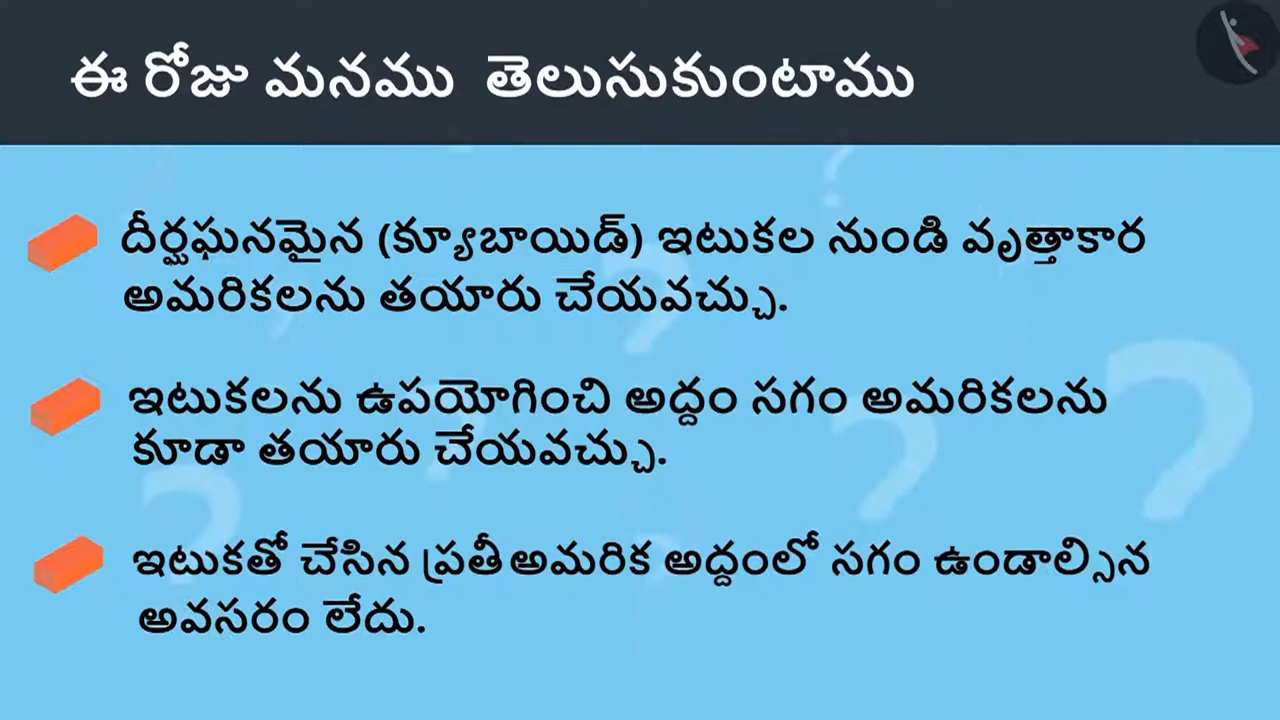 ఈ రోజు మనము తెలుసుకుంటాము
దీర్ఘఘనమైన (క్యూబాయిడ్) ఇటుకల నుండి వృత్తాకార
అమరికలను తయారు చేయవచ్చు.
ఇటుకలను ఉపయోగించి అద్దం సగం అమరికలను
కూడా తయారు చేయవచ్చు.
ఇటుకతో చేసిన ప్రతీ అమరిక అద్దంలో సగం ఉండాల్సిన
అవసరం లేదు.